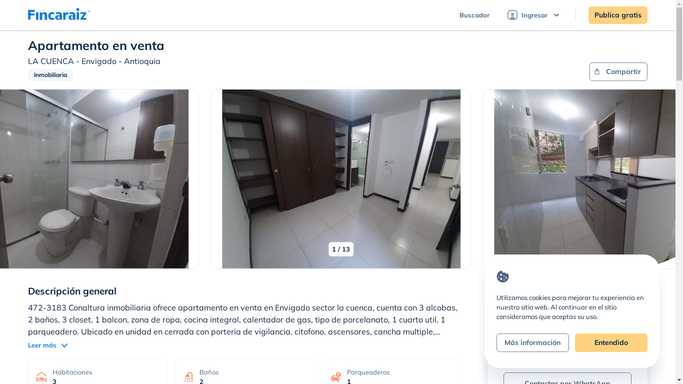 Fincaraiz
Buscador
Ingresar
Publica gratis
Apartamento en venta
LA CUENCA - Envigado - Antioquia
Inmobiliaria
Compartir
1 / 13
Descripción general
472-3183 Conaltura inmobiliaria ofrece apartamento en venta en Envigado sector la cuenca, cuenta con 3 alcobas,
2 baños, 3 closet, 1 balcon, zona de ropa, cocina integral, calentador de gas, tipo de porcelanato, 1 cuarto util, 1
parqueadero. Ubicado en unidad en cerrada con porteria de vigilancia, citofono, ascensores, cancha multiple,...
Leer más
Habitaciones
3
Baños
2
Parqueaderos
1
Utilizamos cookies para mejorar tu experiencia en
nuestro sitio web. Al continuar en el sitio
consideramos que aceptas su uso.
Más información
Entendido
Contactar por WhatsApp